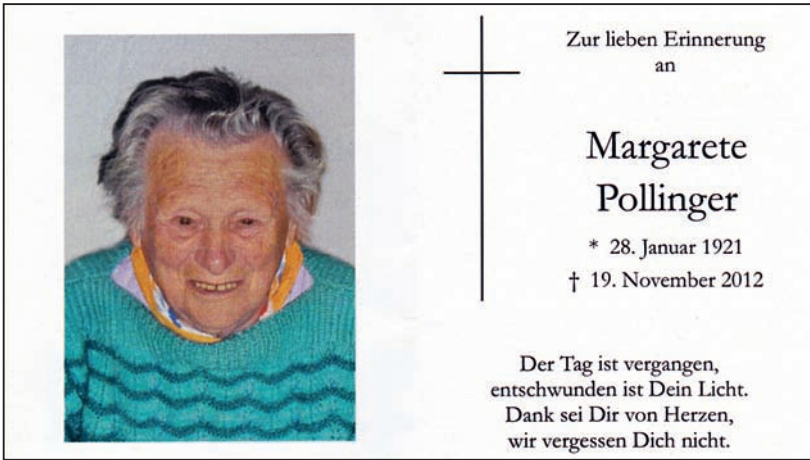 Zur lieben Erinnerung
an
Margarete
Pollinger
* 28. Januar 1921
† 19. November 2012
Der Tag ist vergangen,
entschwunden ist Dein Licht.
Dank sei Dir von Herzen,
wir vergessen Dich nicht.